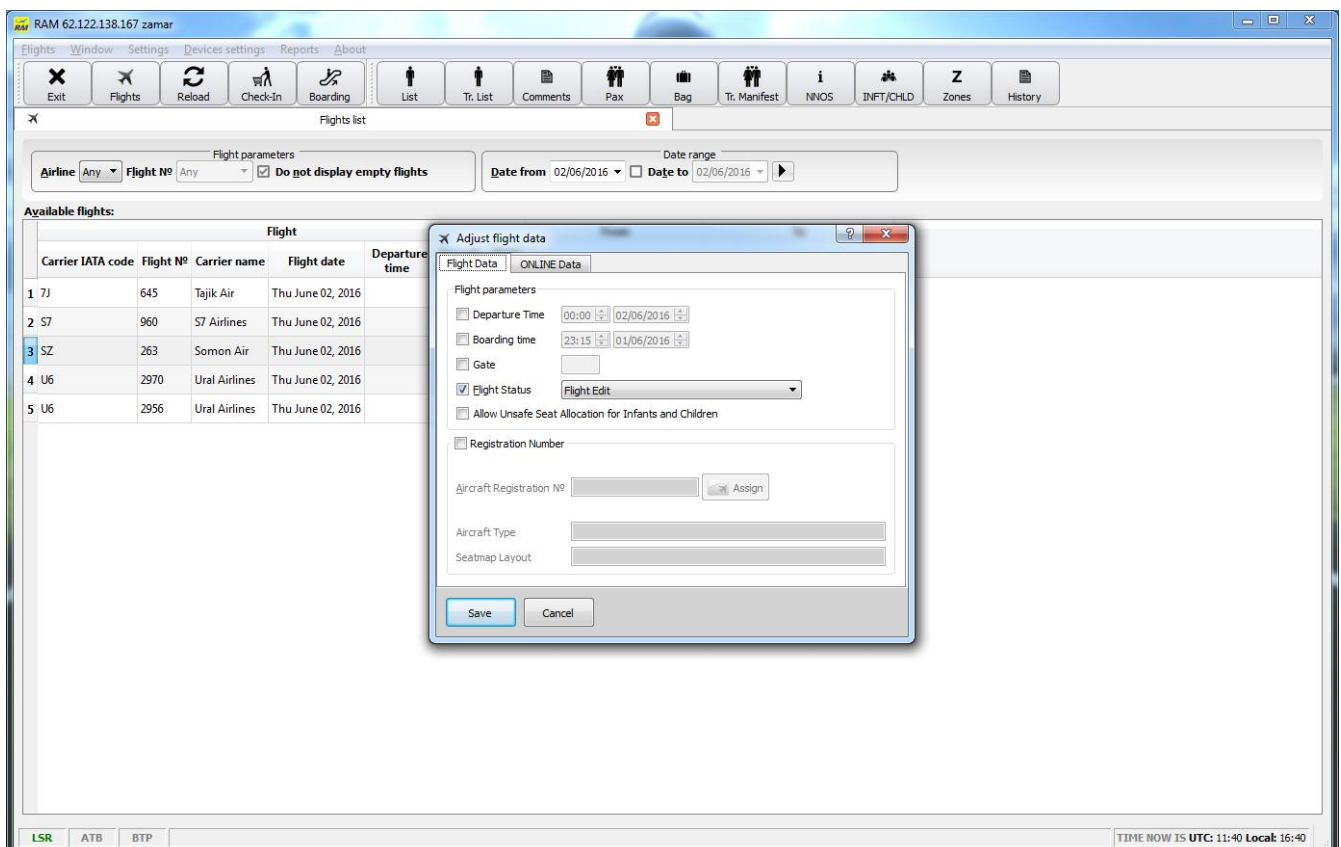 RAM 62.122.138.167 zamar
Flights Window Settings Devices settings Reports About
Exit Flights Reload Check-In Boarding List Tr. List Comments Pax Bag Tr. Manifest NNOS INFT/CHLD Zones History
Flights list
Flight parameters Date range
Airline Any Flight Nº Any Do not display empty flights Date from 02/06/2016 Date to 02/06/2016
Available flights:
Flight
Carrier IATA code Flight Nº Carrier name Flight date Departure time
1 7J 645 Tajik Air Thu June 02, 2016
2 S7 960 S7 Airlines Thu June 02, 2016
3 SZ 263 Somon Air Thu June 02, 2016
4 U6 2970 Ural Airlines Thu June 02, 2016
5 U6 2956 Ural Airlines Thu June 02, 2016
Adjust flight data
Flight Data ONLINE Data
Flight parameters
Departure Time 00:00 02/06/2016
Boarding time 23:15 01/06/2016
Gate
Flight Status Flight Edit
Allow Unsafe Seat Allocation for Infants and Children
Registration Number
Aircraft Registration Nº Assign
Aircraft Type
Seatmap Layout
Save Cancel
LSR ATB BTP TIME NOW IS UTC: 11:40 Local: 16:40